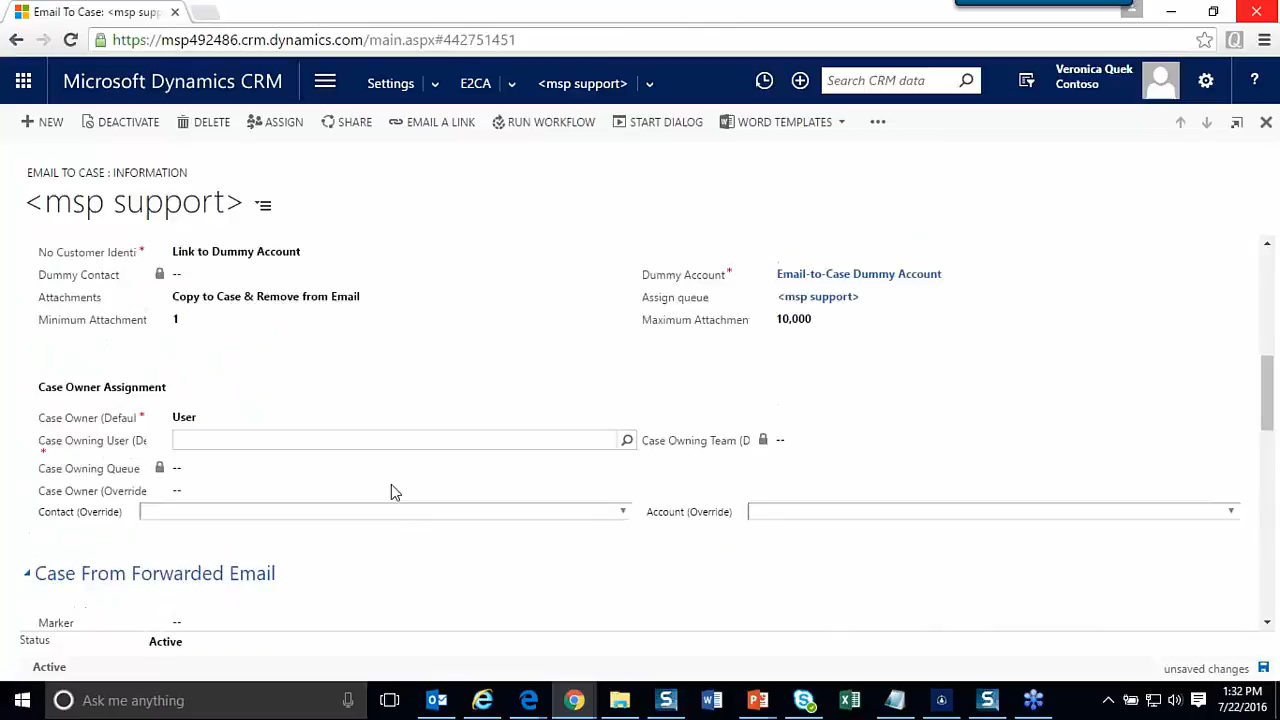 Email To Case: <msp supp
https://msp492486.crm.dynamics.com/main.aspx#442751451
Microsoft Dynamics CRM
Settings
E2CA
<msp support>
Search CRM data
Veronica Quek
Contoso
?
NEW
DEACTIVATE
DELETE
ASSIGN
SHARE
EMAIL A LINK
RUN WORKFLOW
START DIALOG
WORD TEMPLATES
EMAIL TO CASE : INFORMATION
<msp support>
No Customer Identi * Link to Dummy Account
Dummy Contact --
Dummy Account* Email-to-Case Dummy Account
Attachments Copy to Case & Remove from Email
Assign queue <msp support>
Minimum Attachment 1
Maximum Attachmen 10,000
Case Owner Assignment
Case Owner (Defaul * User
Case Owning User (De
*
Case Owning Team (D --
Case Owning Queue --
Case Owner (Override --
Contact (Override)
Account (Override)
Case From Forwarded Email
Marker --
Status Active
Active
unsaved changes
Ask me anything
1:32 PM
7/22/2016